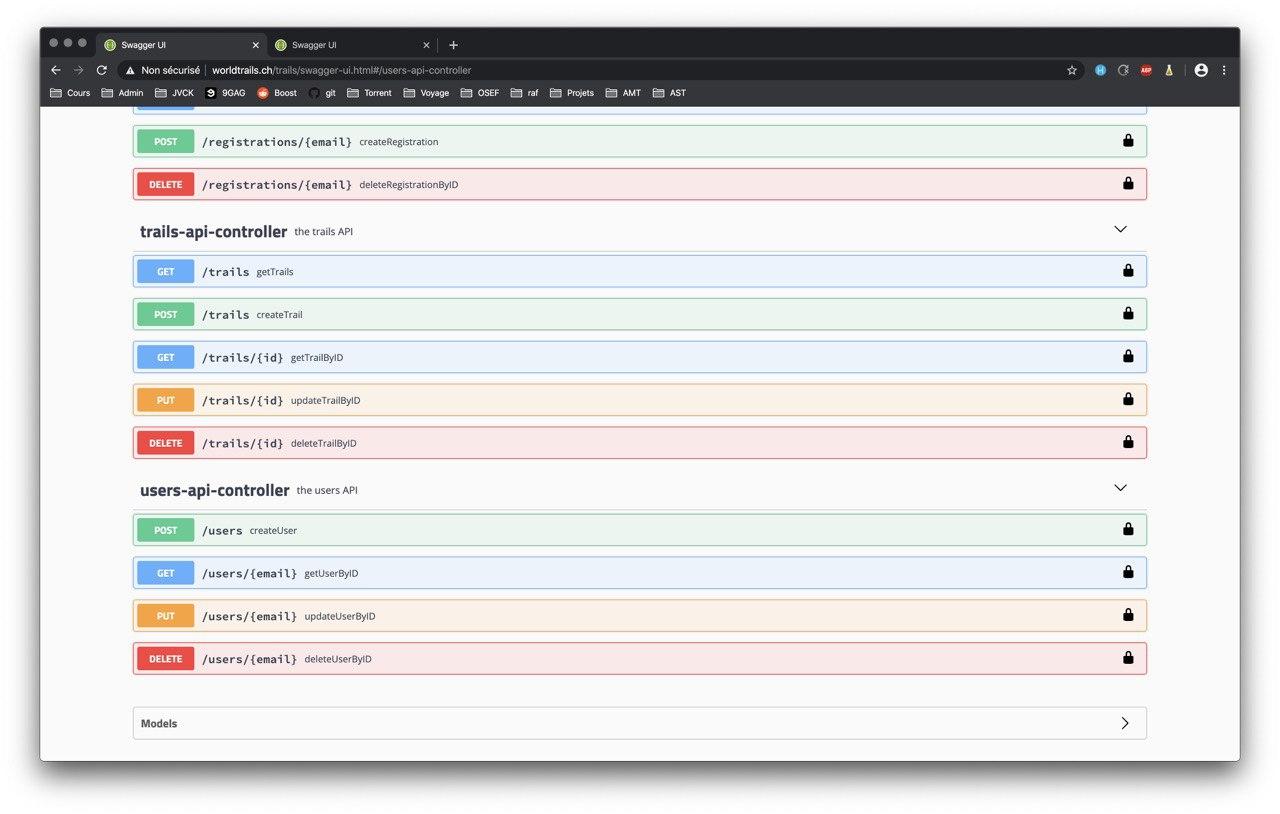 Swagger UI
Swagger UI
Non sécurisé | worldtrails.ch/trails/swagger-ui.html#/users-api-controller
ABP
Cours Admin JVCK 9GAG Boost git Torrent Voyage OSEF raf Projets AMT AST
POST /registrations/{email} createRegistration
DELETE /registrations/{email} deleteRegistrationByID
trails-api-controller the trails API
GET /trails getTrails
POST /trails createTrail
GET /trails/{id} getTrailByID
PUT /trails/{id} updateTrailByID
DELETE /trails/{id} deleteTrailByID
users-api-controller the users API
POST /users createUser
GET /users/{email} getUserByID
PUT /users/{email} updateUserByID
DELETE /users/{email} deleteUserByID
Models